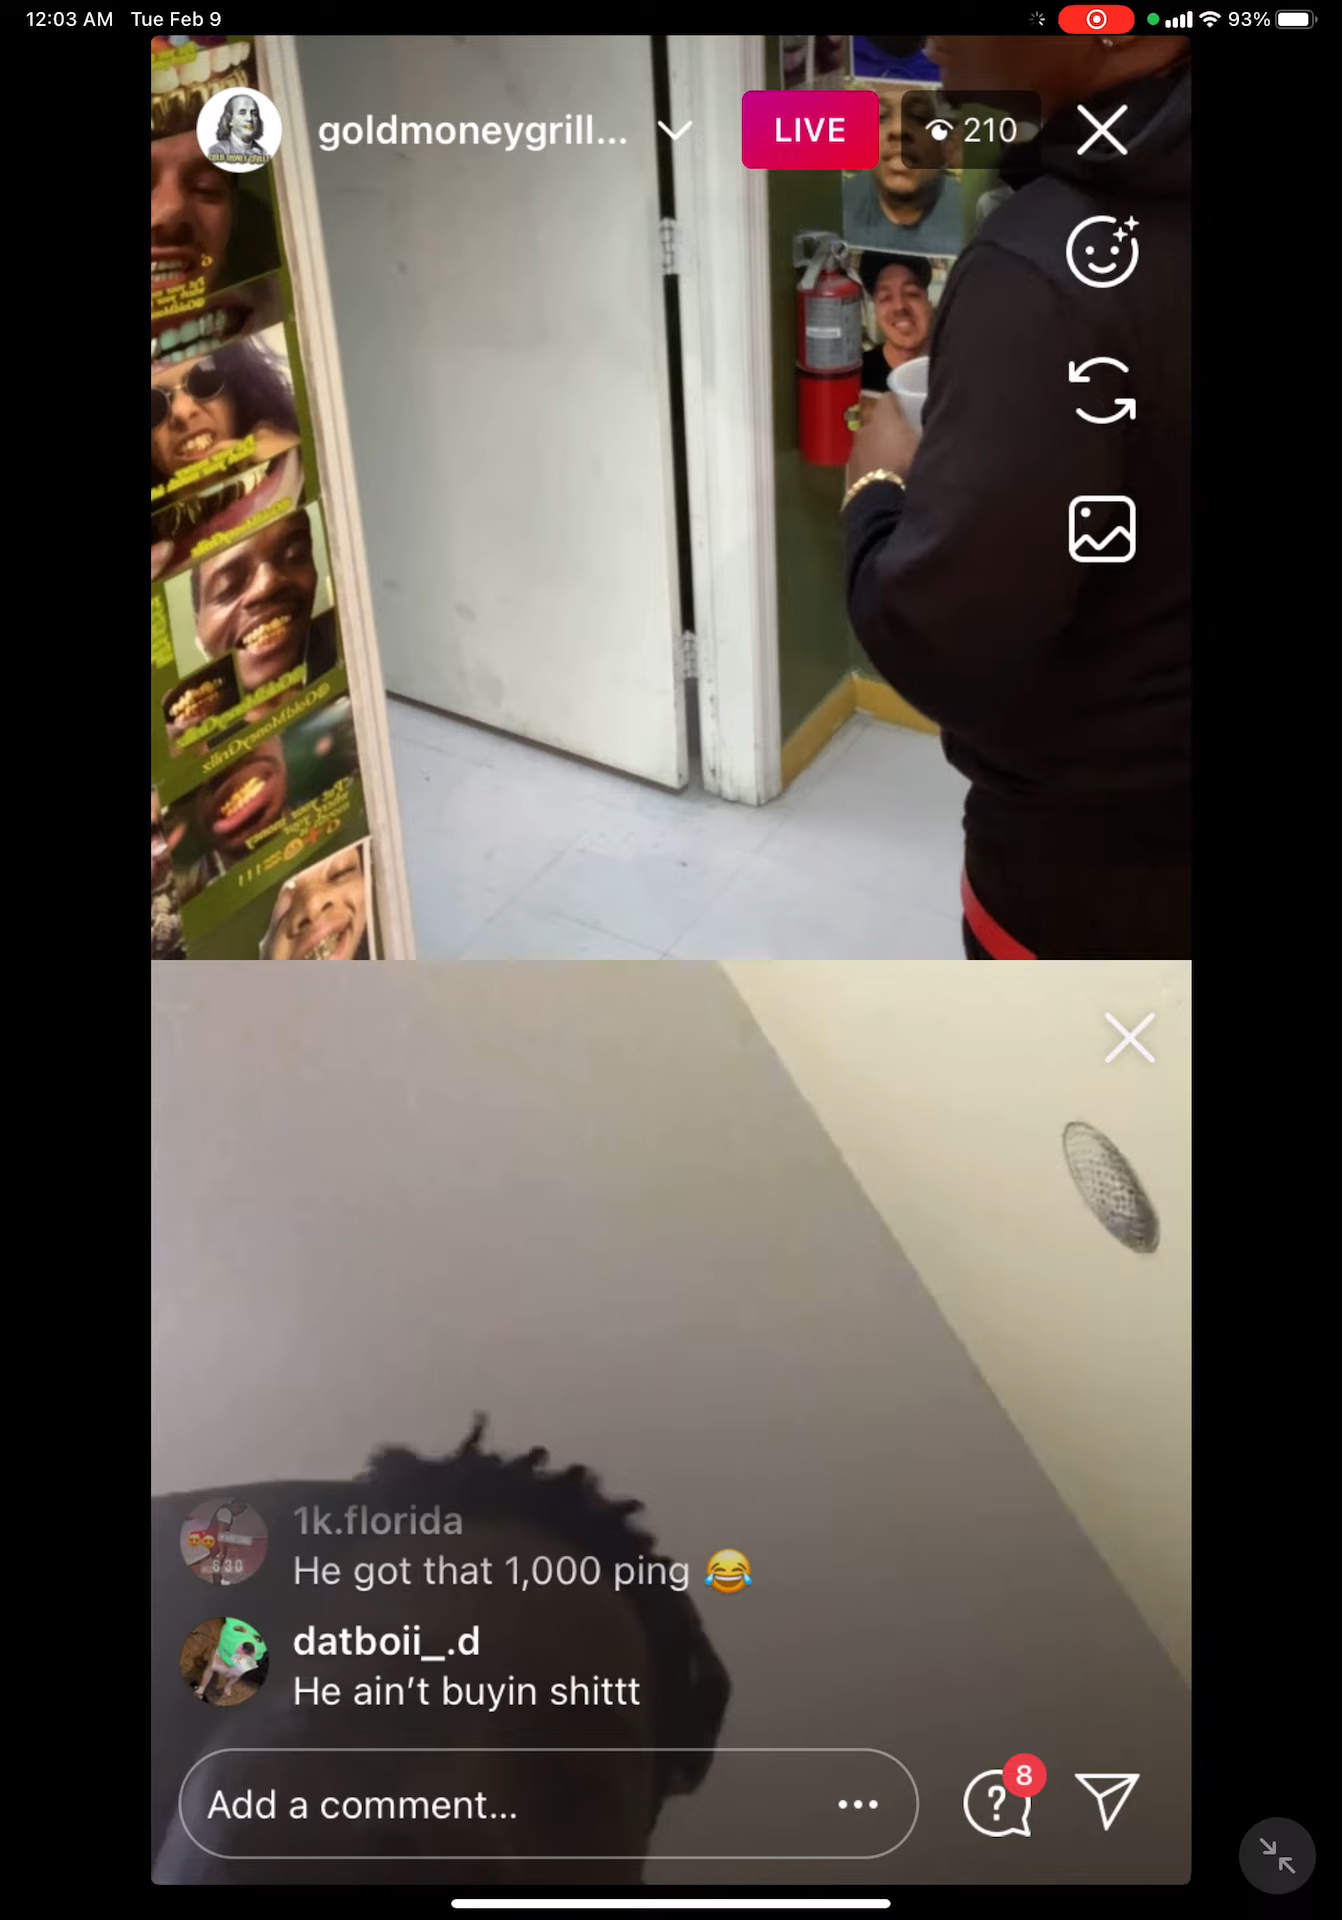 12:03 AM Tue Feb 9
93%
goldmoneygrill...
LIVE
210
1k.florida
He got that 1,000 ping 😂
datboii_.d
He ain't buyin shittt
Add a comment...
8